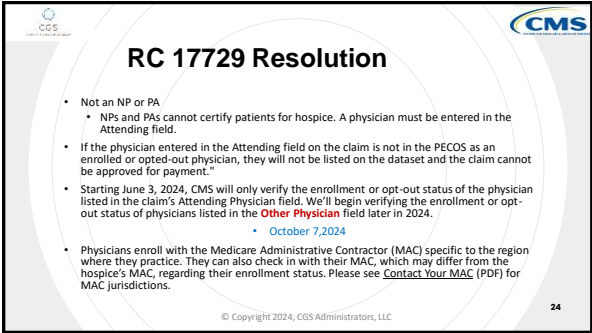 CGS
CMS
RC 17729 Resolution
• Not an NP or PA
• NPs and PAs cannot certify patients for hospice. A physician must be entered in the
Attending field.
• If the physician entered in the Attending field on the claim is not in the PECOS as an
enrolled or opted-out physician, they will not be listed on the dataset and the claim cannot
be approved for payment."
• Starting June 3, 2024, CMS will only verify the enrollment or opt-out status of the physician
listed in the claim's Attending Physician field. We'll begin verifying the enrollment or opt-
out status of physicians listed in the Other Physician field later in 2024.
• October 7,2024
• Physicians enroll with the Medicare Administrative Contractor (MAC) specific to the region
where they practice. They can also check in with their MAC, which may differ from the
hospice's MAC, regarding their enrollment status. Please see Contact Your MAC (PDF) for
MAC jurisdictions.
24
© Copyright 2024, CGS Administrators, LLC